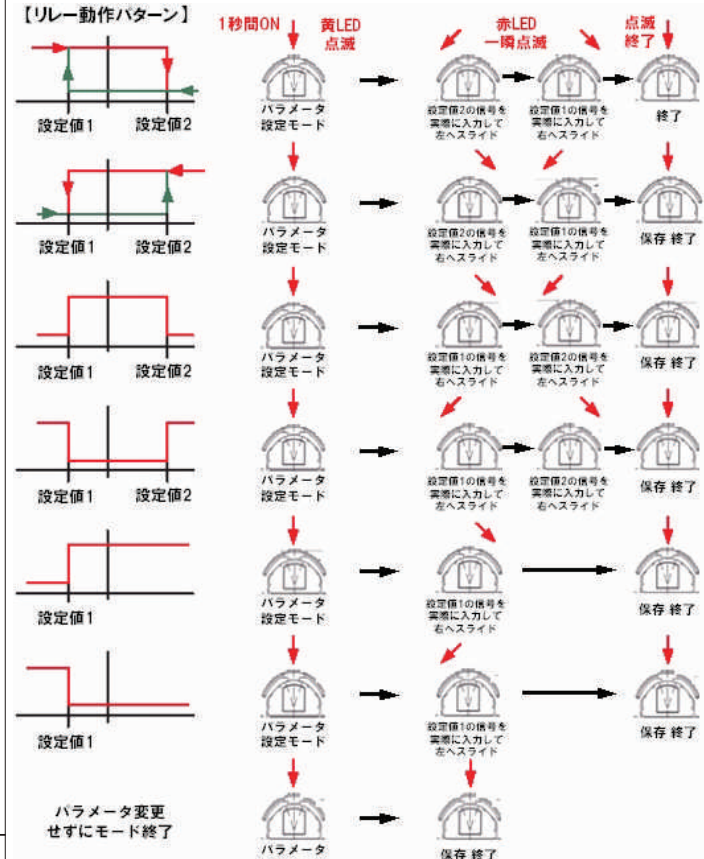 【リレー動作パターン】
1秒間ON
黄LED
点滅
赤LED
一瞬点滅
点滅
終了
設定値1
設定値2
パラメータ
設定モード
設定値2の信号を
実際に入力して
左へスライド
設定値1の信号を
実際に入力して
右へスライド
終了
設定値1
設定値2
パラメータ
設定モード
設定値2の信号を
実際に入力して
右へスライド
設定値1の信号を
実際に入力して
左へスライド
保存 終了
設定値1
設定値2
パラメータ
設定モード
設定値1の信号を
実際に入力して
右へスライド
設定値2の信号を
実際に入力して
左へスライド
保存 終了
設定値1
設定値2
パラメータ
設定モード
設定値1の信号を
実際に入力して
左へスライド
設定値2の信号を
実際に入力して
右へスライド
保存 終了
設定値1
パラメータ
設定モード
設定値1の信号を
実際に入力して
右へスライド
保存 終了
設定値1
パラメータ
設定モード
設定値1の信号を
実際に入力して
左へスライド
保存 終了
パラメータ変更
せずにモード終了
パラメータ
保存 終了